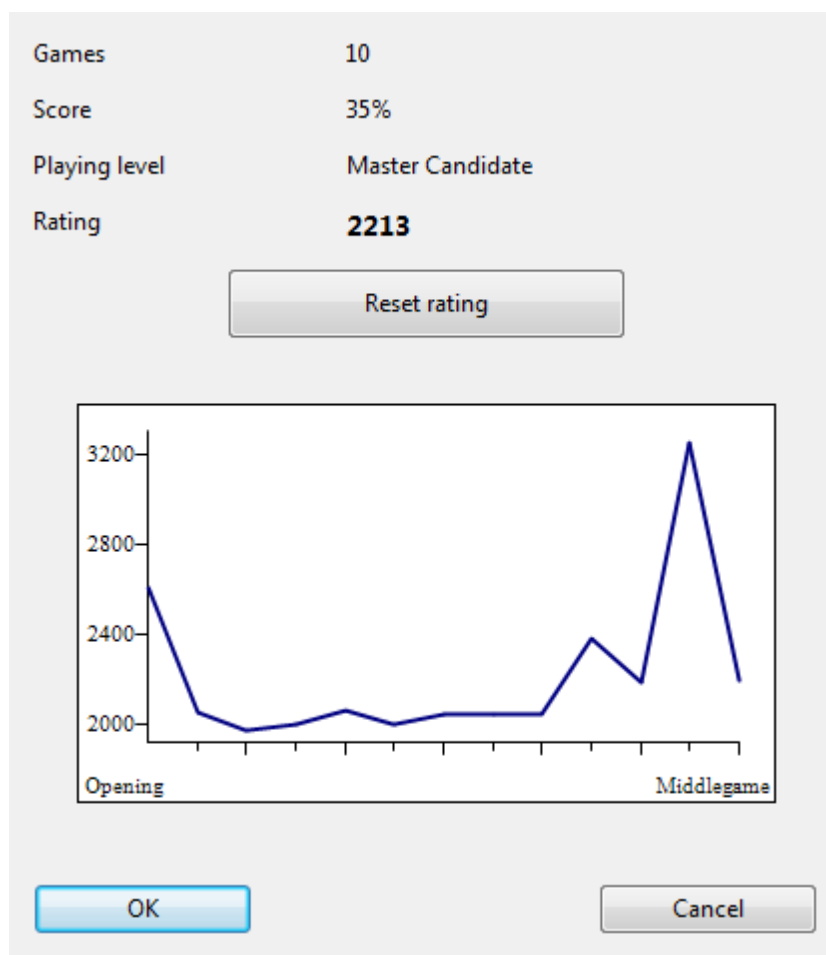 Games 10
Score 35%
Playing level Master Candidate
Rating 2213
Reset rating
3200
2800
2400
2000
Opening Middlegame
OK Cancel